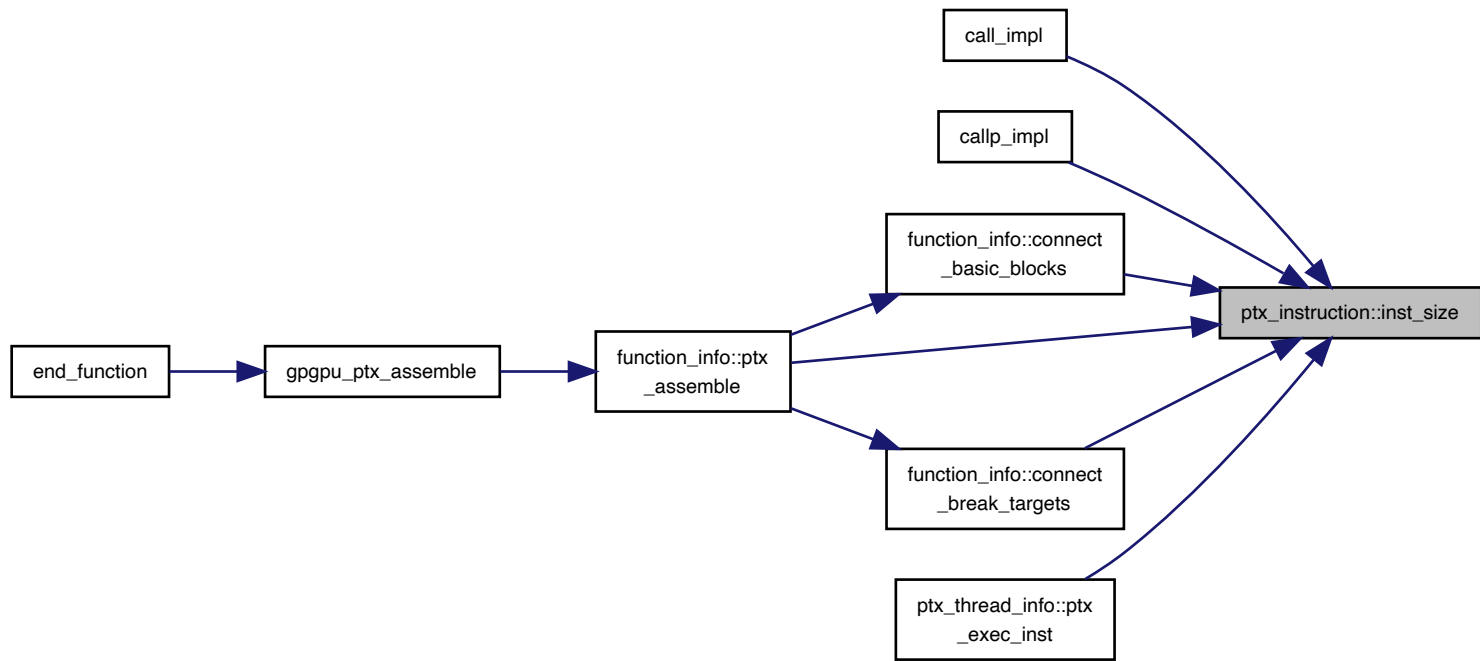 call_impl
callp_impl
function_info::connect
_basic_blocks
ptx_instruction::inst_size
end_function
gpgpu_ptx_assemble
function_info::ptx
_assemble
function_info::connect
_break_targets
ptx_thread_info::ptx
_exec_inst